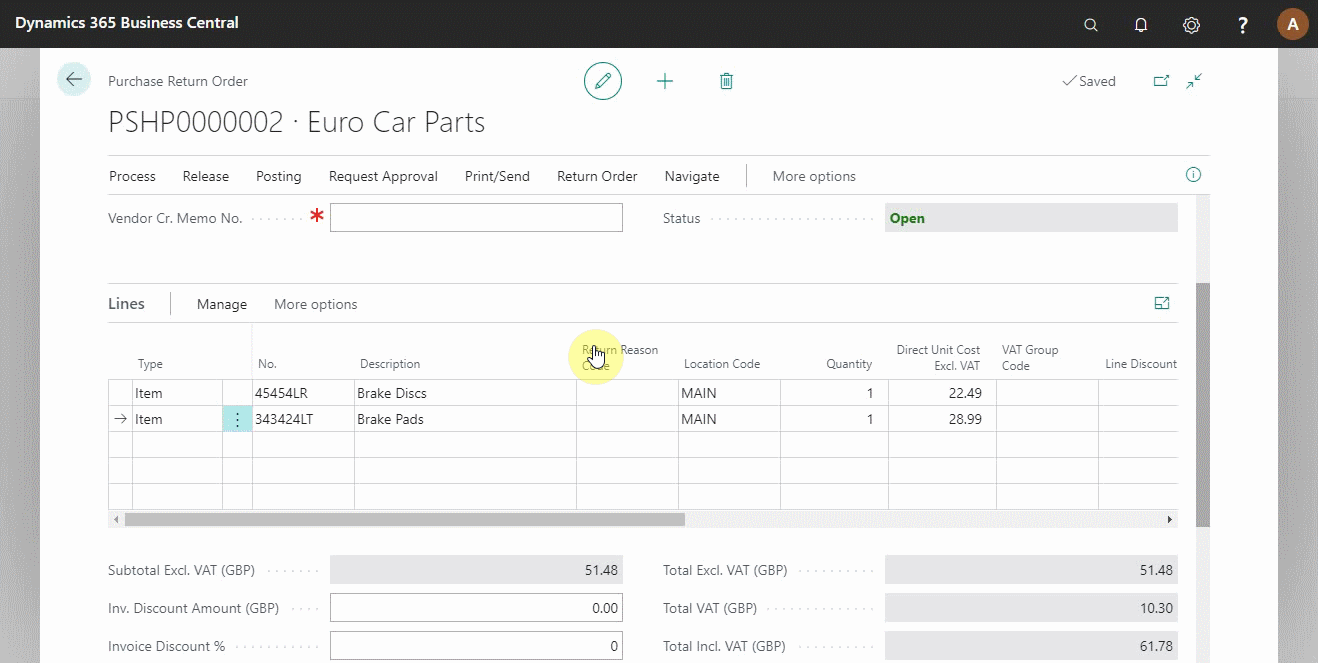 Dynamics 365 Business Central
?
A
Purchase Return Order
Saved
PSHP0000002 · Euro Car Parts
Process Release Posting Request Approval Print/Send Return Order Navigate More options
Vendor Cr. Memo No. * Status Open
Lines Manage More options
Type No. Description Return Reason Code Location Code Quantity Direct Unit Cost Excl. VAT VAT Group Code Line Discount
Item 45454LR Brake Discs MAIN 1 22.49
Item 343424LT Brake Pads MAIN 1 28.99
Subtotal Excl. VAT (GBP) 51.48 Total Excl. VAT (GBP) 51.48
Inv. Discount Amount (GBP) 0.00 Total VAT (GBP) 10.30
Invoice Discount % 0 Total Incl. VAT (GBP) 61.78